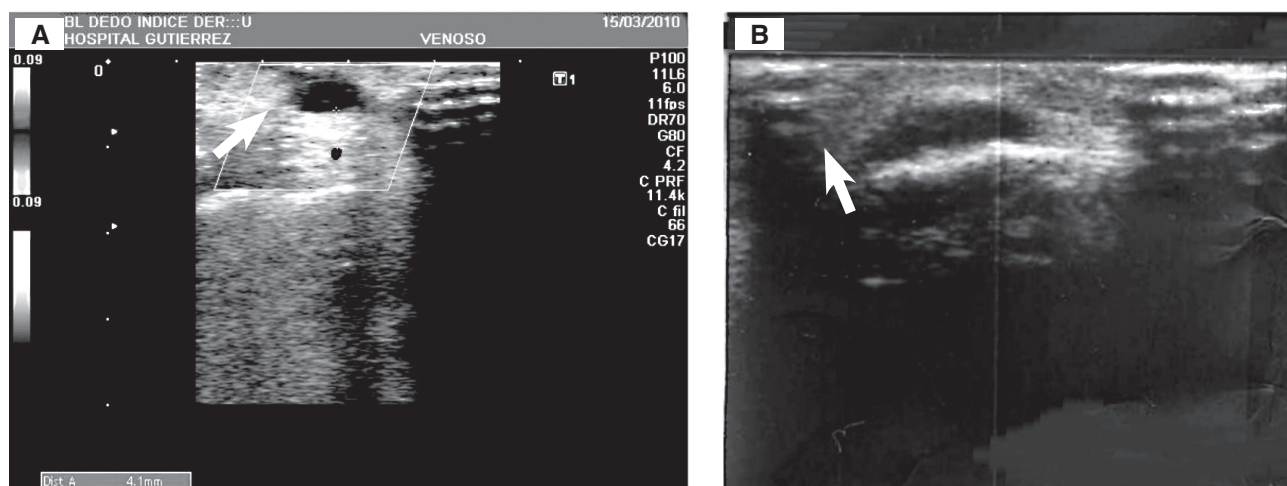 A
BL DEDO INDICE DER:::U
15/03/2010
HOSPITAL GUTIERREZ
VENOSO
0.09
0
T1
P100
11L6
6.0
11fps
DR70
G80
CF
4.2
C PRF
11.4k
C fil
66
CG17
0.09
Dist A 4.1mm
B